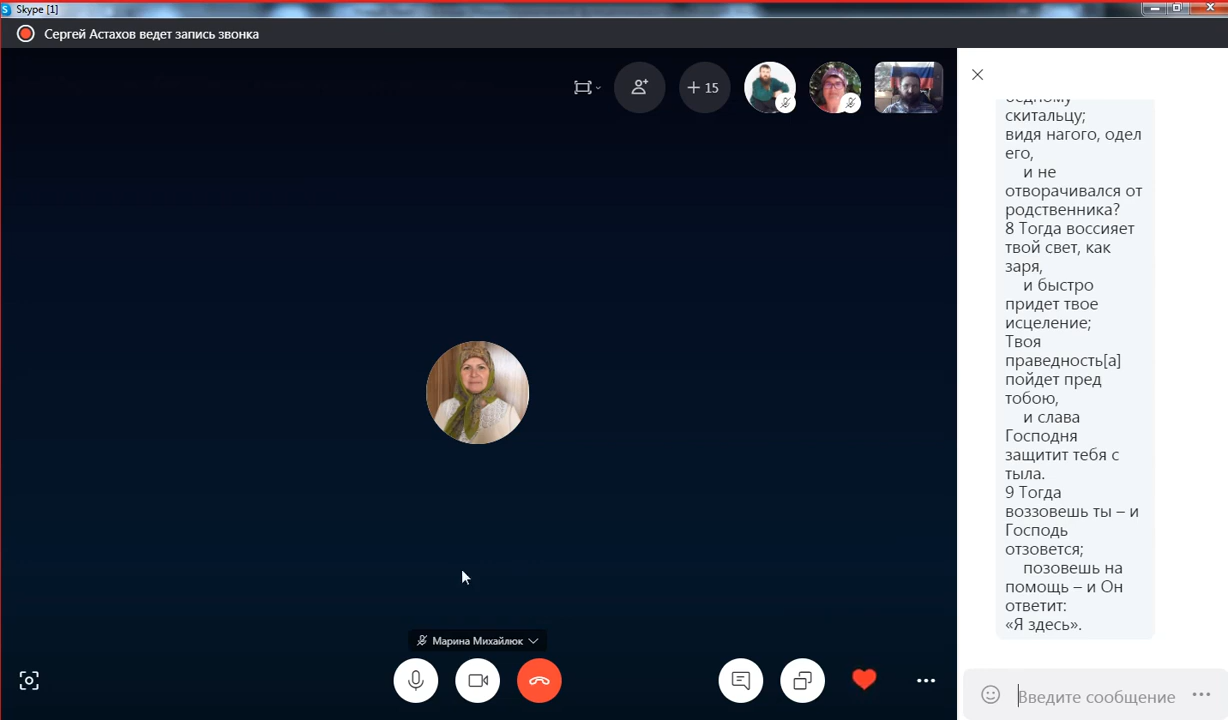 Skype [1]
Сергей Астахов ведет запись звонка
+ 15
скитальцу;
видя нагого, одел
его,
и не
отворачивался от
родственника?
8 Тогда воссияет
твой свет, как
заря,
и быстро
придет твое
исцеление;
Твоя
праведность[a]
пойдет пред
тобою,
и слава
Господня
защитит тебя с
тыла.
9 Тогда
воззовешь ты – и
Господь
отзовется;
позовешь на
помощь – и Он
ответит:
«Я здесь».
Марина Михайлюк
Введите сообщение